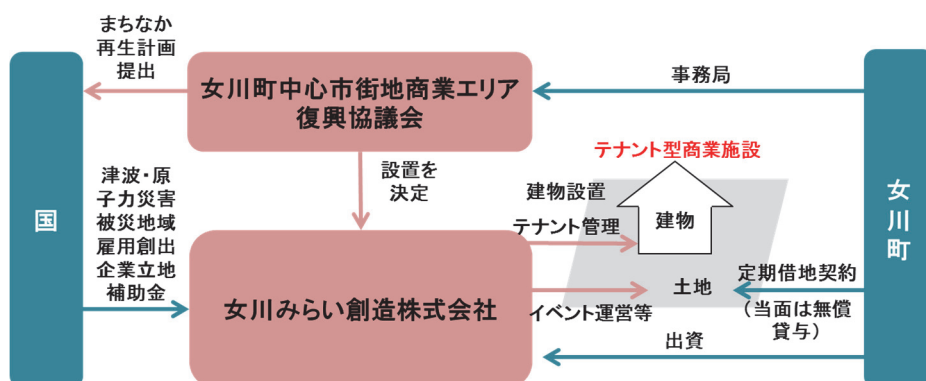 まちなか
再生計画
提出
女川町中心市街地商業エリア
復興協議会
事務局
テナント型商業施設
設置を
決定
津波・原
子力災害
被災地域
雇用創出
企業立地
補助金
国
建物設置
テナント管理
建物
女川町
土地
定期借地契約
（当面は無償
貸与）
女川みらい創造株式会社
イベント運営等
出資